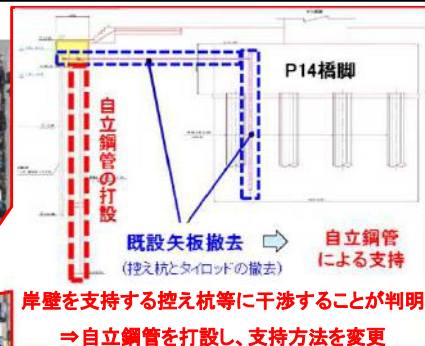 P14橋脚
自立鋼管の打設
既設矢板撤去
(控え杭とタイロッドの撤去)
自立鋼管
による支持
岸壁を支持する控え杭等に干渉することが判明
⇒自立鋼管を打設し、支持方法を変更